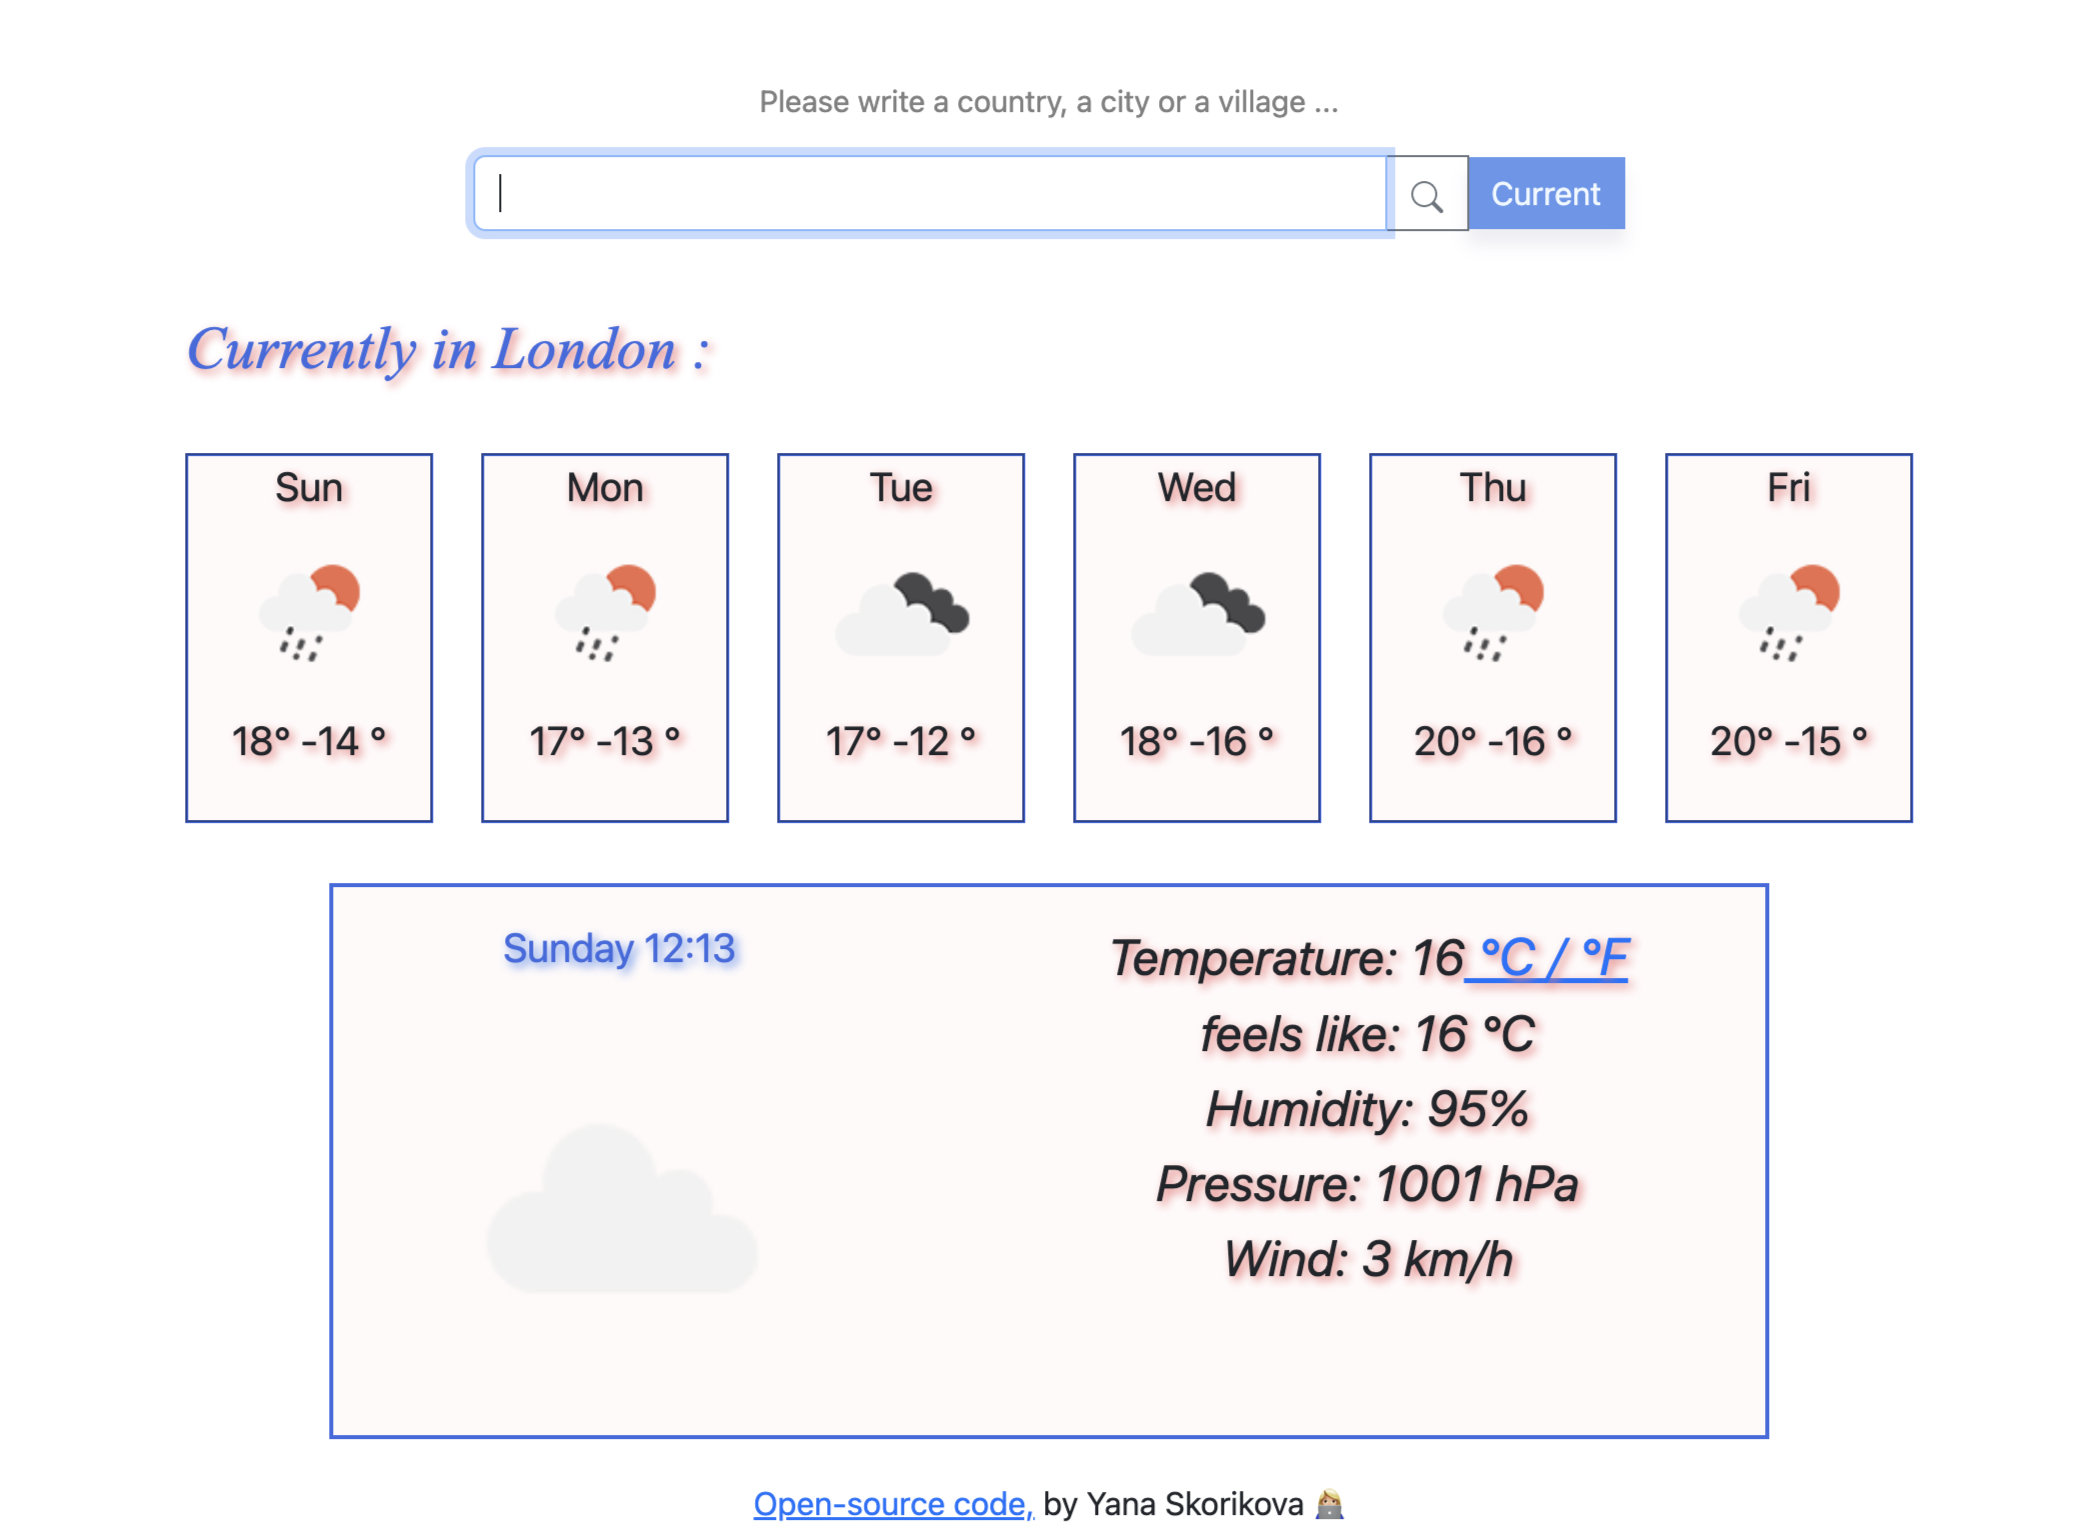 Please write a country, a city or a village ...
Current
Currently in London :
Sun Mon Tue Wed Thu Fri
18° -14 ° 17° -13 ° 17° -12 ° 18° -16 ° 20° -16 ° 20° -15 °
Sunday 12:13
Temperature: 16 °C / °F
feels like: 16 °C
Humidity: 95%
Pressure: 1001 hPa
Wind: 3 km/h
Open-source code, by Yana Skorikova 👩🏼‍💻